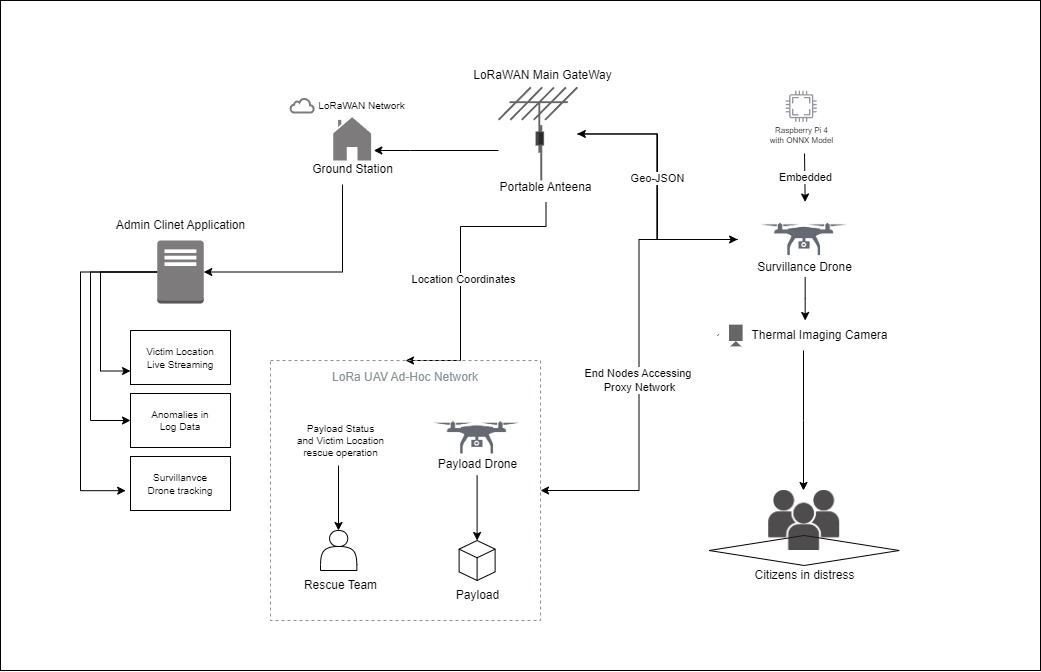 LoRaWAN Main GateWay
LoRaWAN Network
Ground Station
Portable Anteena
Geo-JSON
Raspberry Pi 4
with ONNX Model
Embedded
Survillance Drone
Thermal Imaging Camera
Citizens in distress
Admin Clinet Application
Location Coordinates
Victim Location
Live Streaming
Anomalies in
Log Data
Survillanvce
Drone tracking
LoRa UAV Ad-Hoc Network
End Nodes Accessing
Proxy Network
Payload Status
and Victim Location
rescue operation
Payload Drone
Rescue Team
Payload